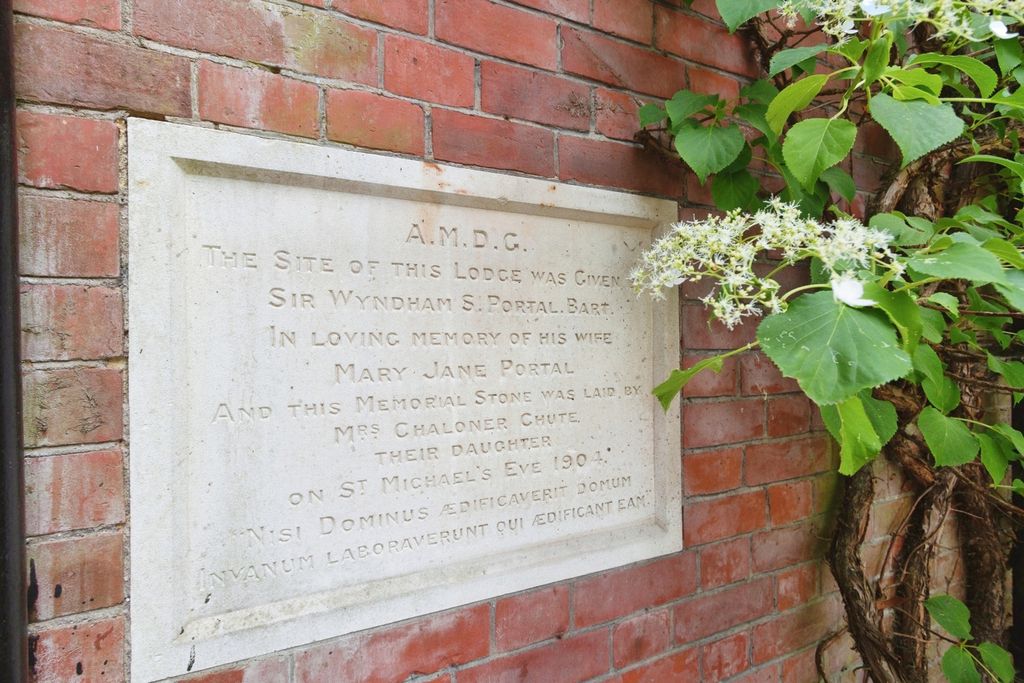 A.M.D.G.
THE SITE OF THIS LODGE WAS GIVEN
SIR WYNDHAM S. PORTAL. BART.
IN LOVING MEMORY OF HIS WIFE
MARY JANE PORTAL
AND THIS MEMORIAL STONE WAS LAID BY
MRS CHALONER CHUTE,
THEIR DAUGHTER
ON ST MICHAEL'S EVE 1904.
"NISI DOMINUS ÆDIFICAVERIT DOMUM
INVANUM LABORAVERUNT QUI ÆDIFICANT EAM."